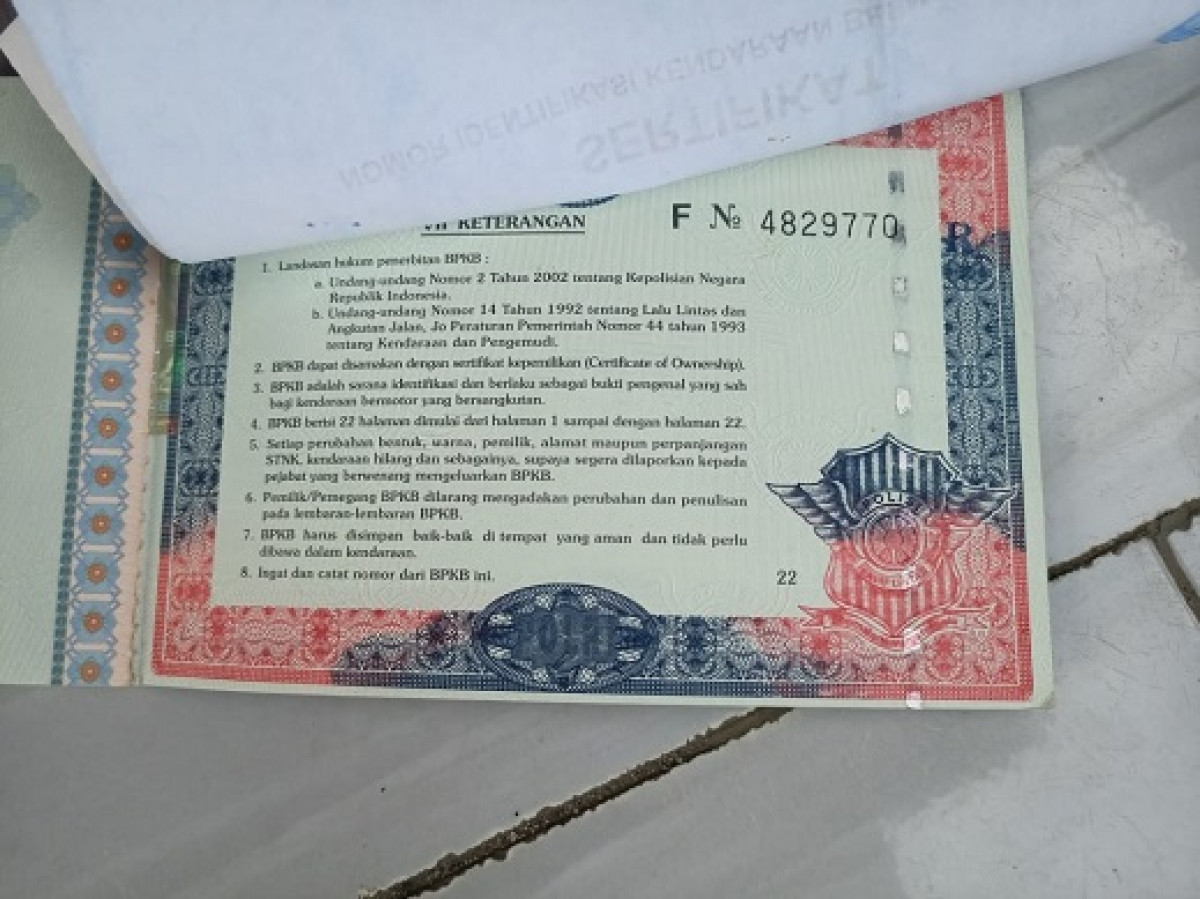 NOMOR IDENTIFIKASI KENDARAAN
SERTIFIKAT
VII KETERANGAN
F № 4829770
R
1. Landasan hukum penerbitan BPKB :
a. Undang-undang Nomor 2 Tahun 2002 tentang Kepolisian Negara
Republik Indonesia.
b. Undang-undang Nomor 14 Tahun 1992 tentang Lalu Lintas dan
Angkutan Jalan, Jo Peraturan Pemerintah Nomor 44 tahun 1993
tentang Kendaraan dan Pengemudi.
2. BPKB dapat disamakan dengan sertifikat kepemilikan (Certificate of Ownership).
3. BPKB adalah sarana identifikasi dan berlaku sebagai bukti pengenal yang sah
bagi kendaraan bermotor yang bersangkutan.
4. BPKB berisi 22 halaman dimulai dari halaman 1 sampai dengan halaman 22.
5. Setiap perubahan bentuk, warna, pemilik, alamat maupun perpanjangan
STNK, kendaraan hilang dan sebagainya, supaya segera dilaporkan kepada
pejabat yang berwenang mengeluarkan BPKB.
6. Pemilik/Pemegang BPKB dilarang mengadakan perubahan dan penulisan
pada lembaran-lembaran BPKB.
7. BPKB harus disimpan baik-baik di tempat yang aman dan tidak perlu
dibawa dalam kendaraan.
8. Ingat dan catat nomor dari BPKB ini.
22
POLISI
POLRI